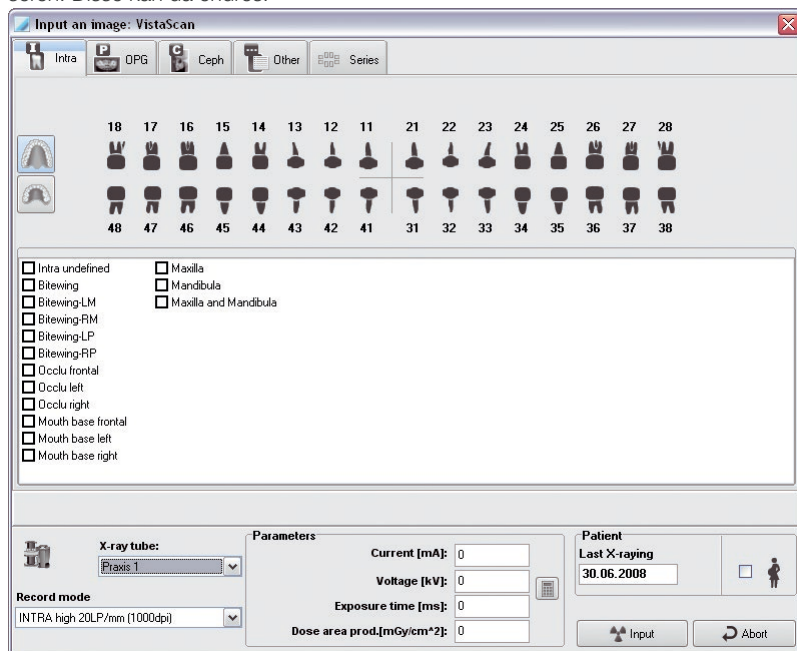 Input an image: VistaScan
Intra OPG Ceph Other Series
18 17 16 15 14 13 12 11 21 22 23 24 25 26 27 28
48 47 46 45 44 43 42 41 31 32 33 34 35 36 37 38
Intra undefined
Bitewing
Bitewing-LM
Bitewing-RM
Bitewing-LP
Bitewing-RP
Occlu frontal
Occlu left
Occlu right
Mouth base frontal
Mouth base left
Mouth base right
Maxilla
Mandibula
Maxilla and Mandibula
X-ray tube:
Praxis 1
Record mode
INTRA high 20LP/mm (1000dpi)
Parameters
Current [mA]: 0
Voltage [kV]: 0
Exposure time [ms]: 0
Dose area prod.[mGy/cm^2]: 0
Patient
Last X-raying
30.06.2008
Input Abort